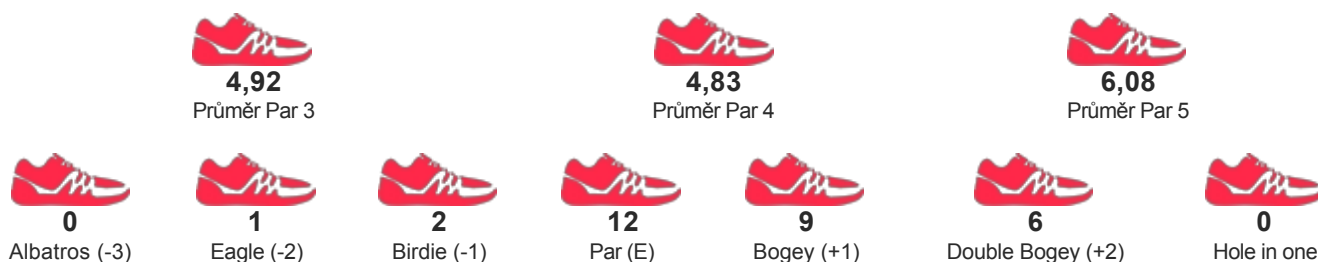 4,92 4,83 6,08
Průměr Par 3 Průměr Par 4 Průměr Par 5
0 1 2 12 9 6 0
Albatros (-3) Eagle (-2) Birdie (-1) Par (E) Bogey (+1) Double Bogey (+2) Hole in one